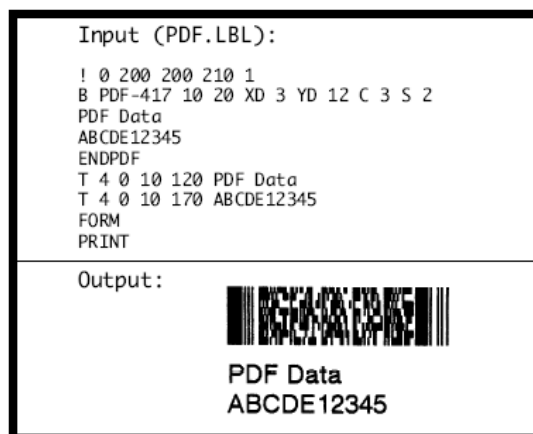 Input (PDF.LBL):
! 0 200 200 210 1
B PDF-417 10 20 XD 3 YD 12 C 3 S 2
PDF Data
ABCDE12345
ENDPDF
T 4 0 10 120 PDF Data
T 4 0 10 170 ABCDE12345
FORM
PRINT
Output:
PDF Data
ABCDE12345